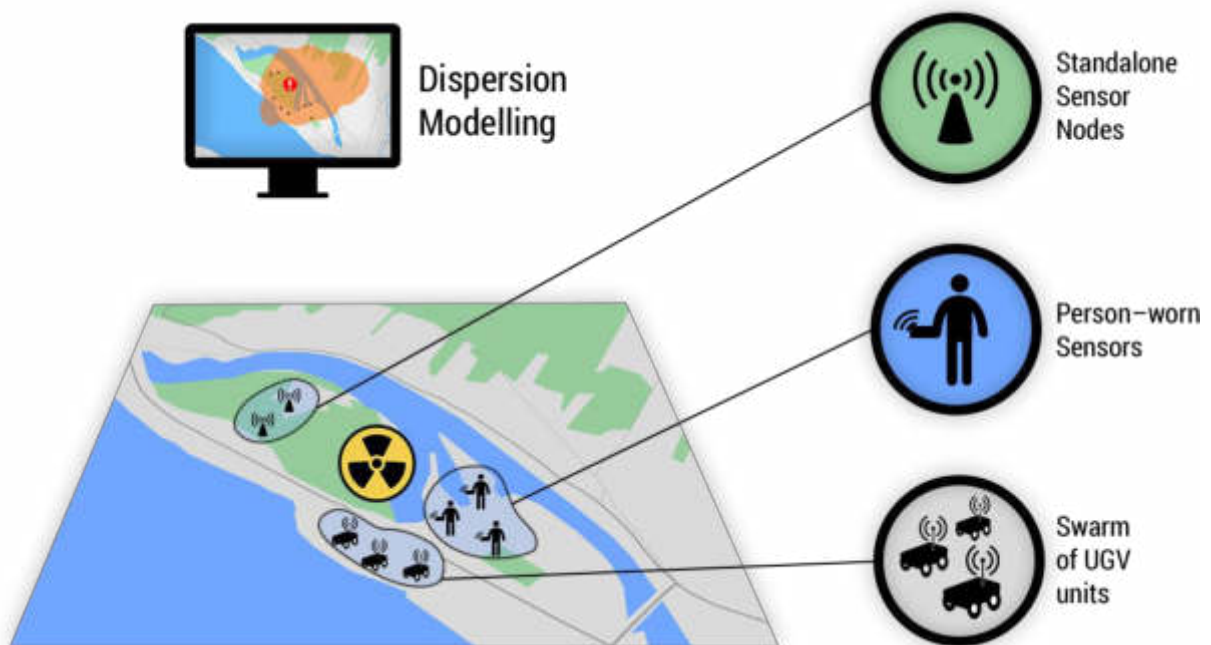 Dispersion
Modelling
Standalone
Sensor
Nodes
Person-worn
Sensors
Swarm
of UGV
units